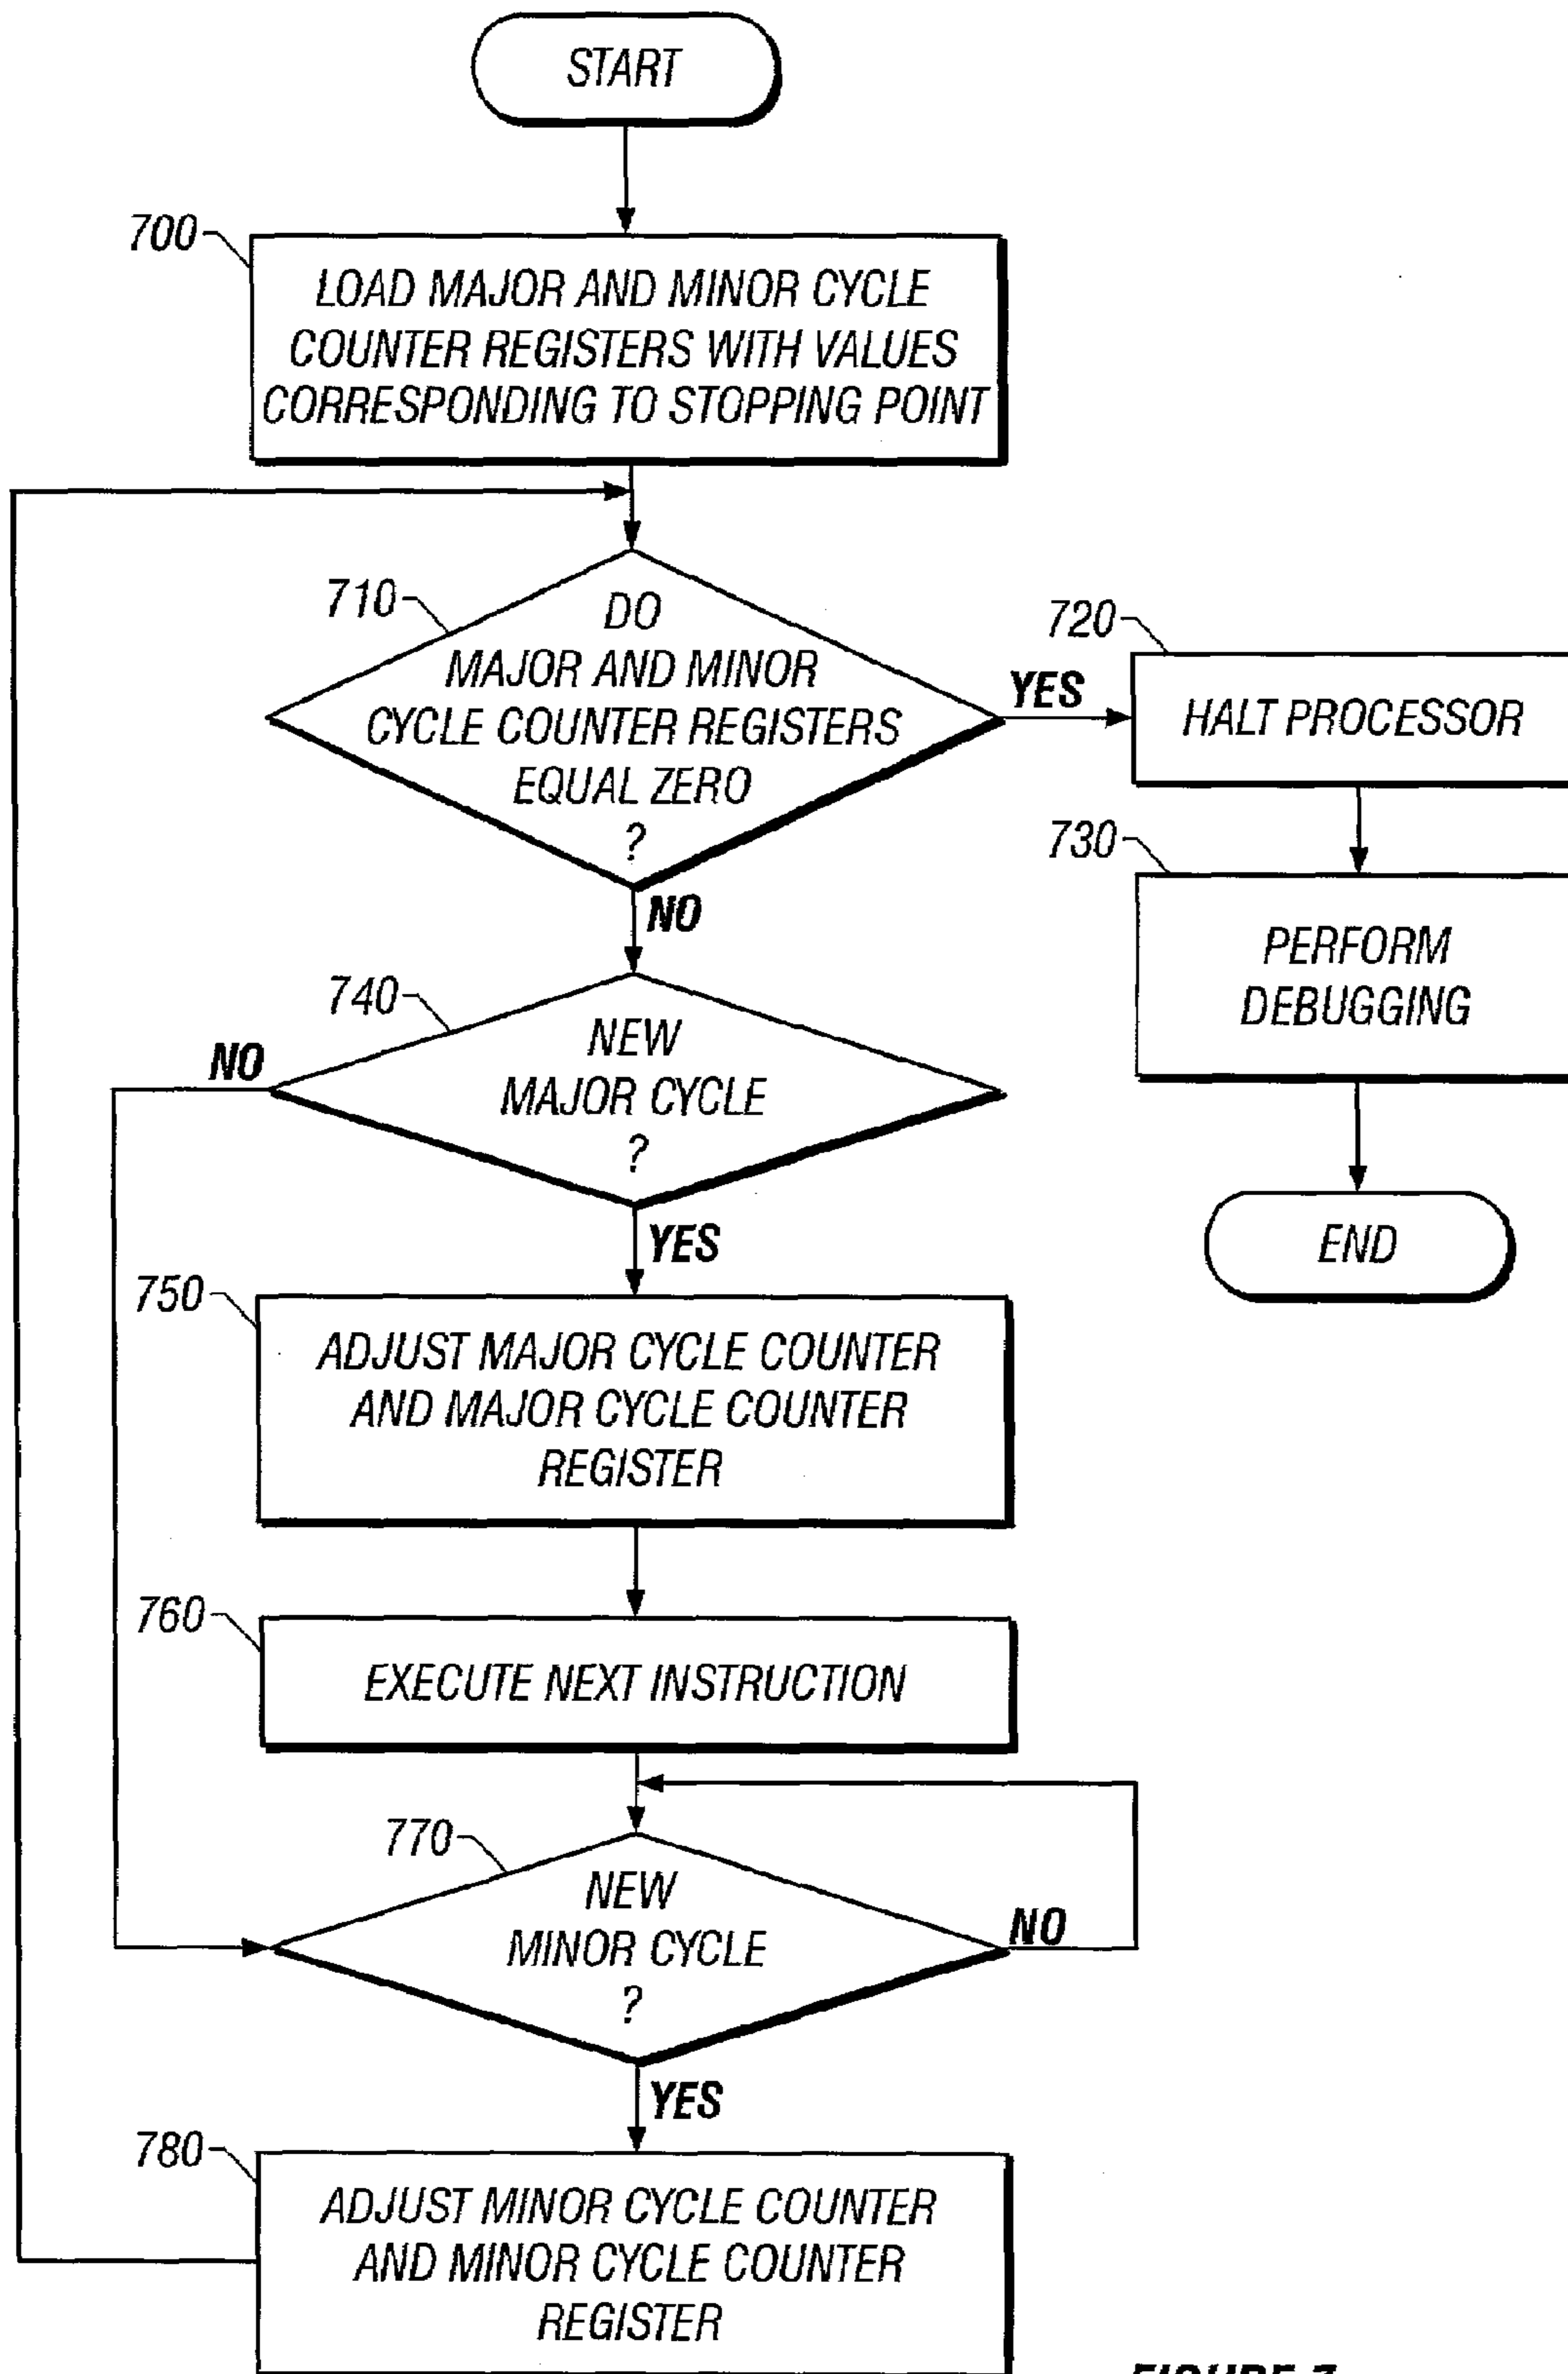 START
700
LOAD MAJOR AND MINOR CYCLE
COUNTER REGISTERS WITH VALUES
CORRESPONDING TO STOPPING POINT
710
DO
MAJOR AND MINOR
CYCLE COUNTER REGISTERS
EQUAL ZERO
?
YES
720
HALT PROCESSOR
730
PERFORM
DEBUGGING
END
NO
740
NEW
MAJOR CYCLE
?
NO
YES
750
ADJUST MAJOR CYCLE COUNTER
AND MAJOR CYCLE COUNTER
REGISTER
760
EXECUTE NEXT INSTRUCTION
770
NEW
MINOR CYCLE
?
NO
YES
780
ADJUST MINOR CYCLE COUNTER
AND MINOR CYCLE COUNTER
REGISTER
FIGURE 7